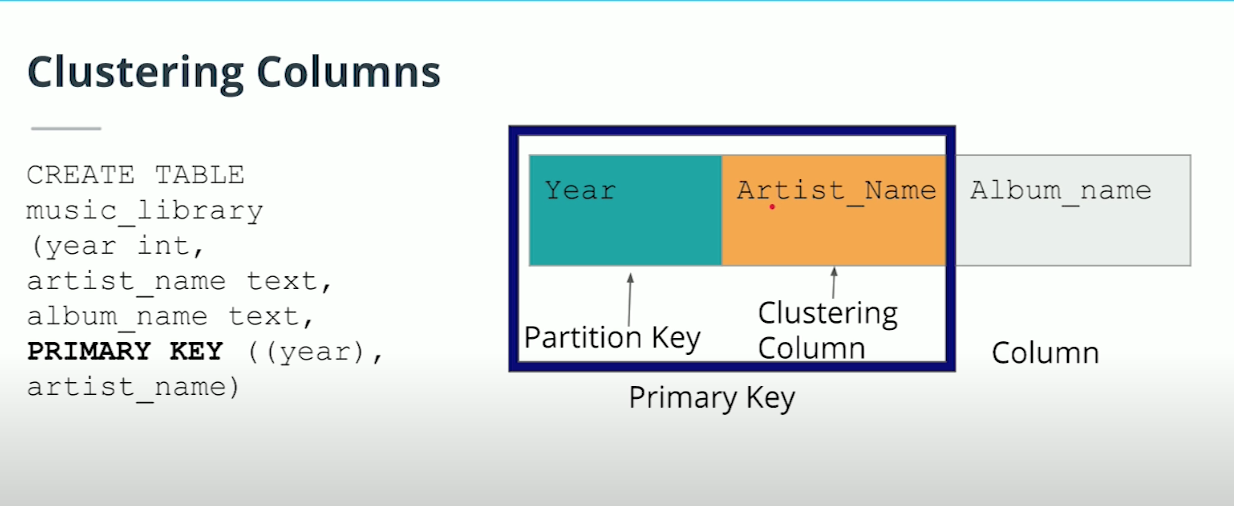 Clustering Columns
CREATE TABLE
music_library
(year int,
artist_name text,
album_name text,
PRIMARY KEY ((year),
artist_name)
Year
Artist_Name
Album_name
Partition Key
Clustering
Column
Column
Primary Key